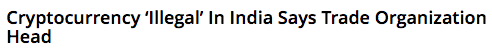 Cryptocurrency ‘Illegal’ In India Says Trade Organization
Head